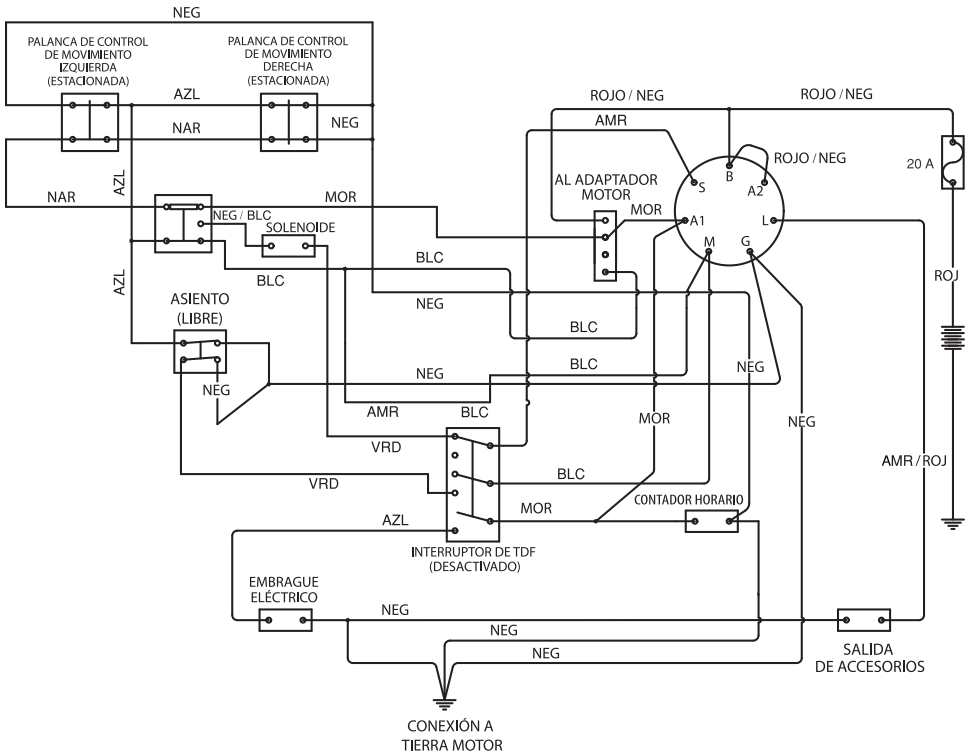 NEG
PALANCA DE CONTROL
DE MOVIMIENTO
IZQUIERDA
(ESTACIONADA)
PALANCA DE CONTROL
DE MOVIMIENTO
DERECHA
(ESTACIONADA)
AZL
NEG
NAR
AZL
NAR
MOR
NEG / BLC
SOLENOIDE
BLC
BLC
AZL
NEG
ASIENTO
(LIBRE)
NEG
NEG
AMR
BLC
BLC
BLC
VRD
VRD
BLC
MOR
AZL
INTERRUPTOR DE TDF
(DESACTIVADO)
ROJO / NEG
ROJO / NEG
AMR
ROJO / NEG
20 A
AL ADAPTADOR
MOTOR
MOR
S
B
A2
A1
L
M
G
ROJ
NEG
MOR
NEG
AMR / ROJ
CONTADOR HORARIO
EMBRAGUE
ELÉCTRICO
NEG
NEG
NEG
SALIDA
DE ACCESORIOS
CONEXIÓN A
TIERRA MOTOR